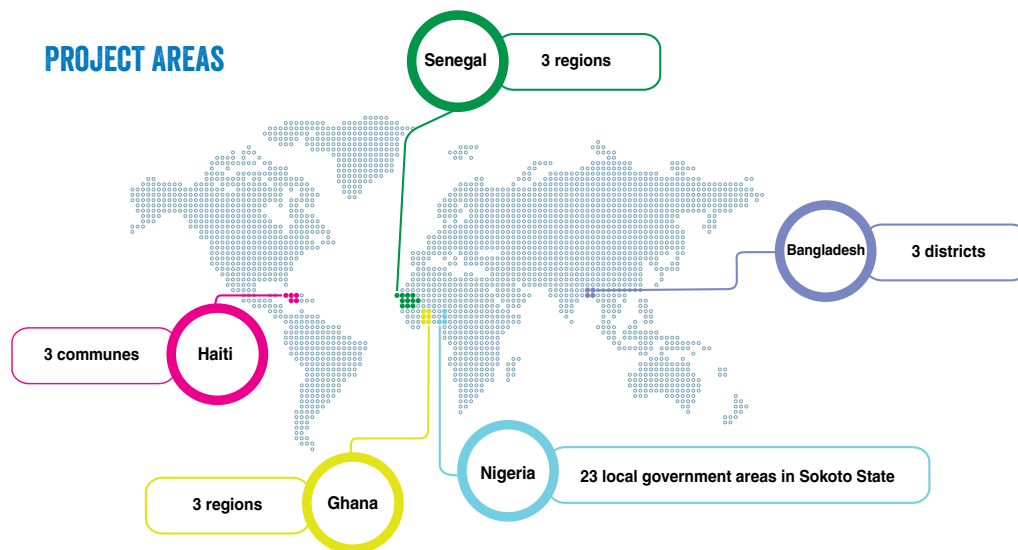 PROJECT AREAS
Senegal
3 regions
Bangladesh
3 districts
3 communes
Haiti
Nigeria
23 local government areas in Sokoto State
3 regions
Ghana